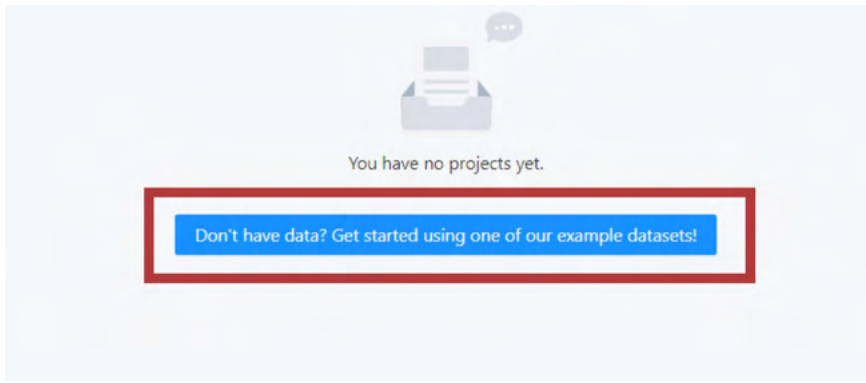 You have no projects yet.
Don't have data? Get started using one of our example datasets!